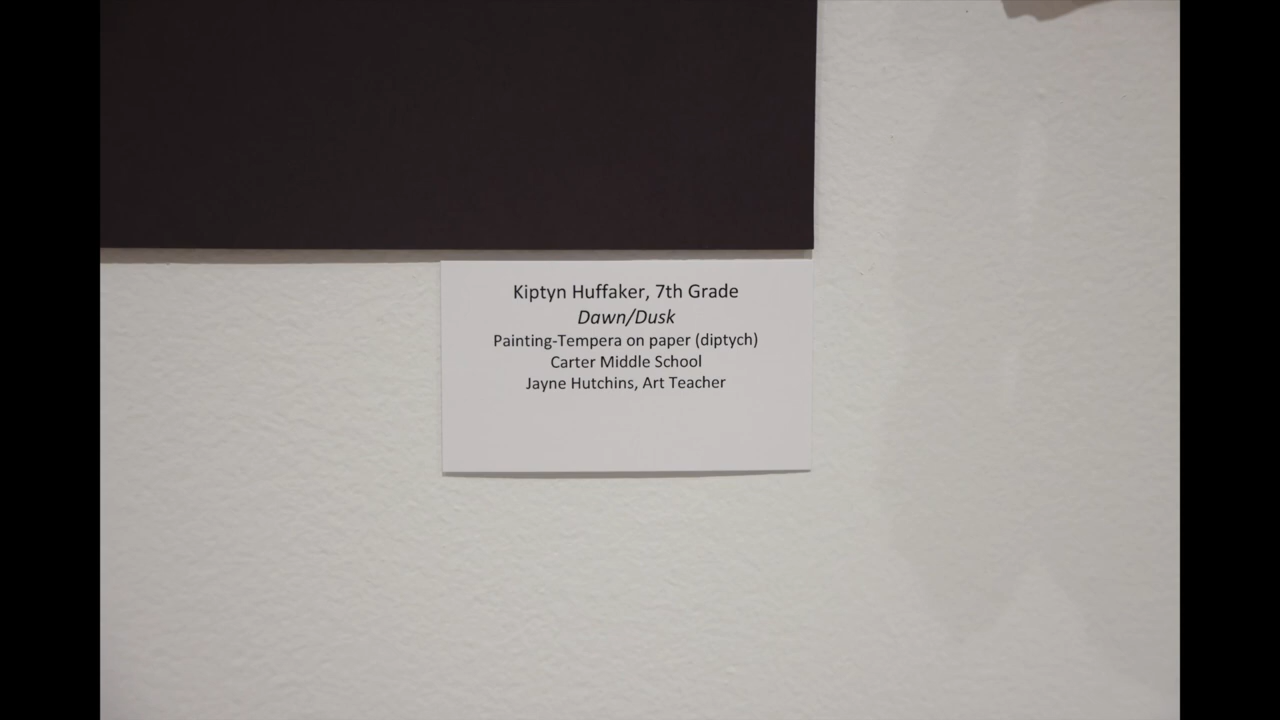 Kiptyn Huffaker, 7th Grade
Dawn/Dusk
Painting-Tempera on paper (diptych)
Carter Middle School
Jayne Hutchins, Art Teacher